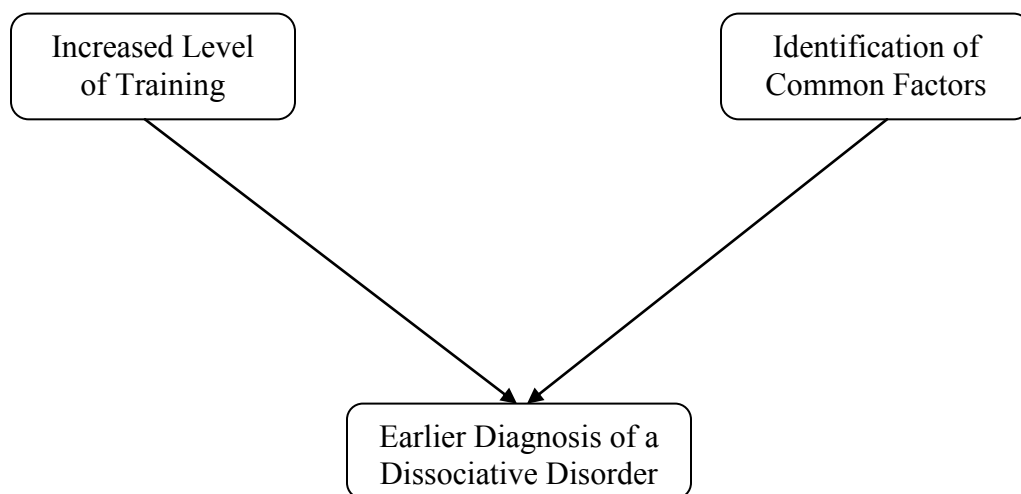 Increased Level
of Training
Identification of
Common Factors
Earlier Diagnosis of a
Dissociative Disorder